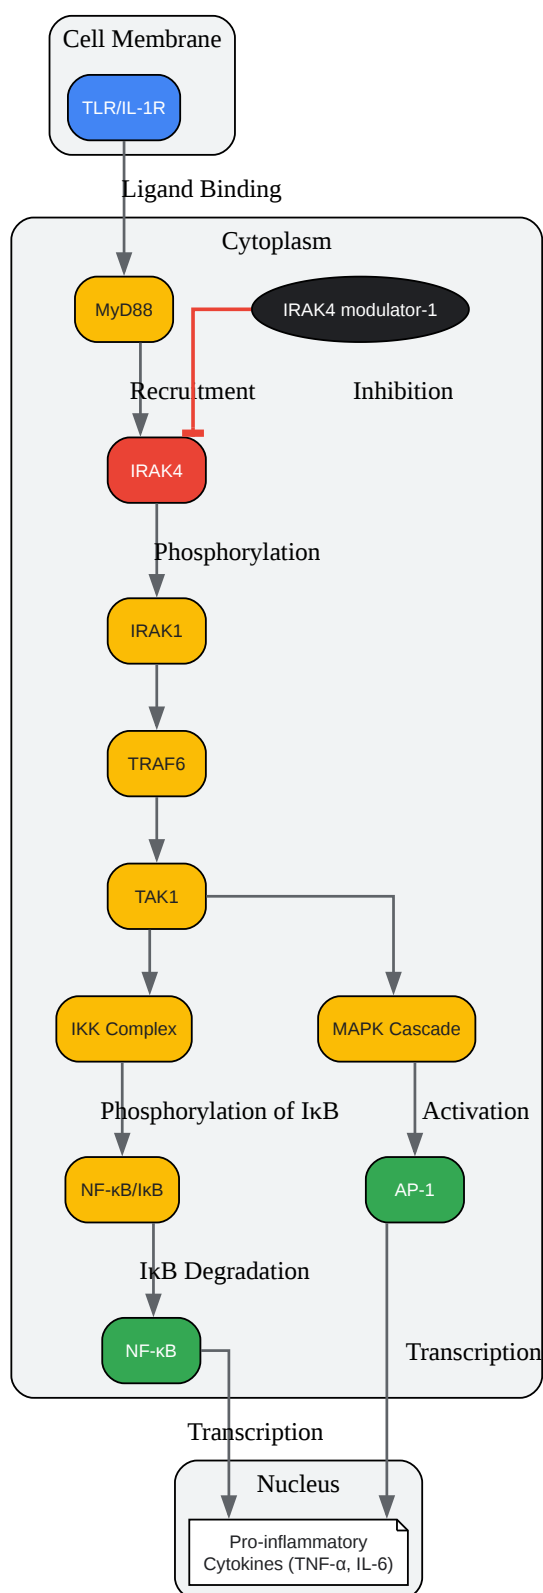 Cell Membrane
TLR/IL-1R
Ligand Binding
Cytoplasm
MyD88
IRAK4 modulator-1
Recruitment
Inhibition
IRAK4
Phosphorylation
IRAK1
TRAF6
TAK1
IKK Complex
MAPK Cascade
Phosphorylation of IκB
Activation
NF-κB/IκB
AP-1
IκB Degradation
NF-κB
Transcription
Transcription
Nucleus
Pro-inflammatory
Cytokines (TNF-α, IL-6)